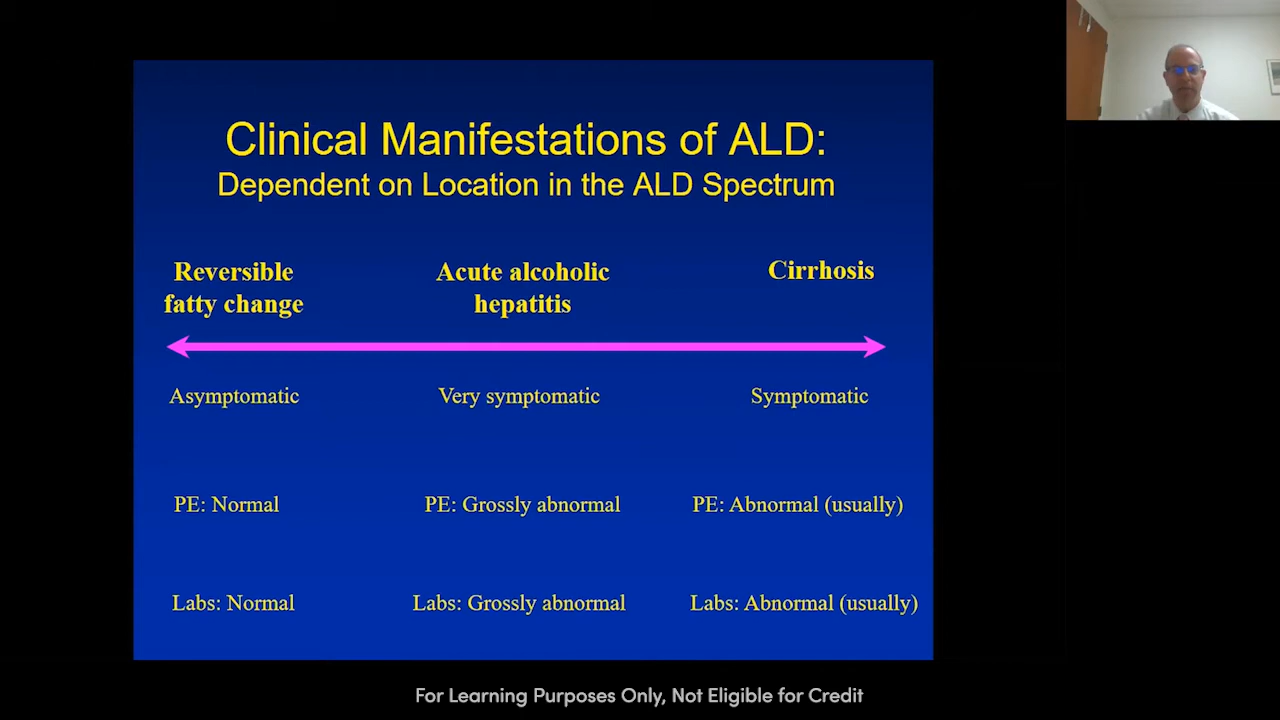 Clinical Manifestations of ALD:
Dependent on Location in the ALD Spectrum
Reversible
fatty change
Acute alcoholic
hepatitis
Cirrhosis
Asymptomatic
Very symptomatic
Symptomatic
PE: Normal
PE: Grossly abnormal
PE: Abnormal (usually)
Labs: Normal
Labs: Grossly abnormal
Labs: Abnormal (usually)
For Learning Purposes Only, Not Eligible for Credit